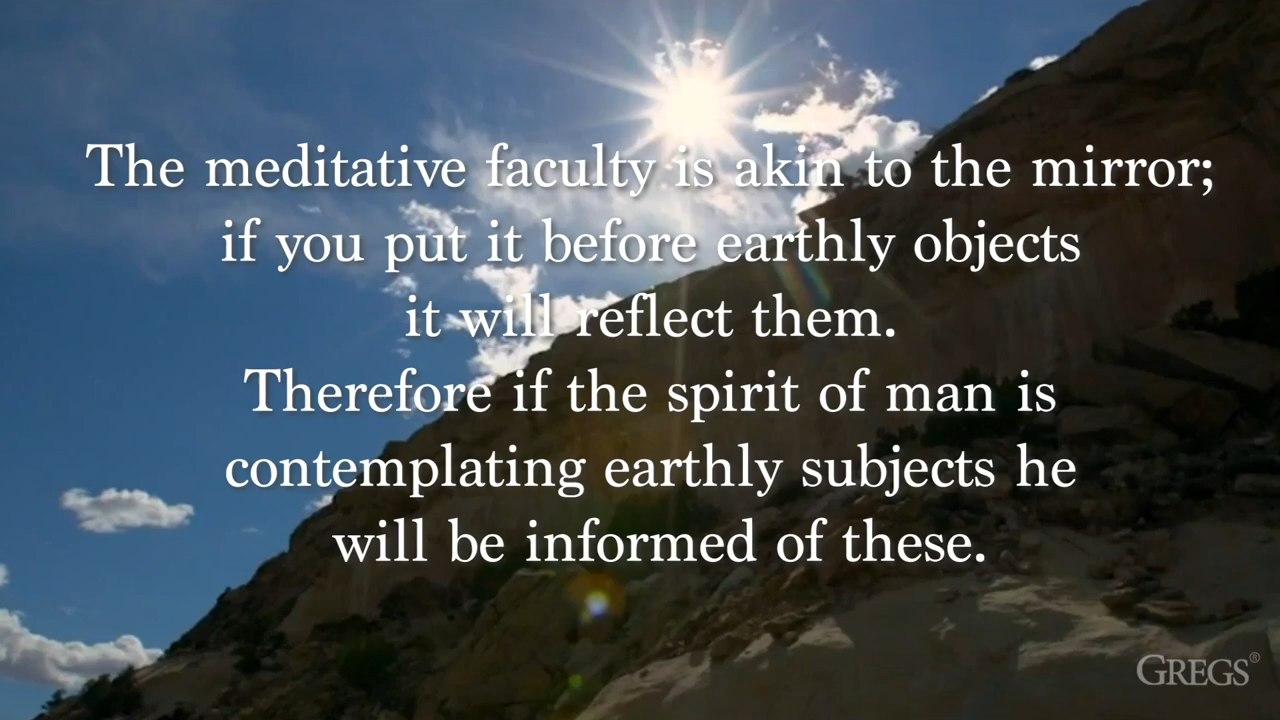 The meditative faculty is akin to the mirror;
if you put it before earthly objects
it will reflect them.
Therefore if the spirit of man is
contemplating earthly subjects he
will be informed of these.
GREGS®